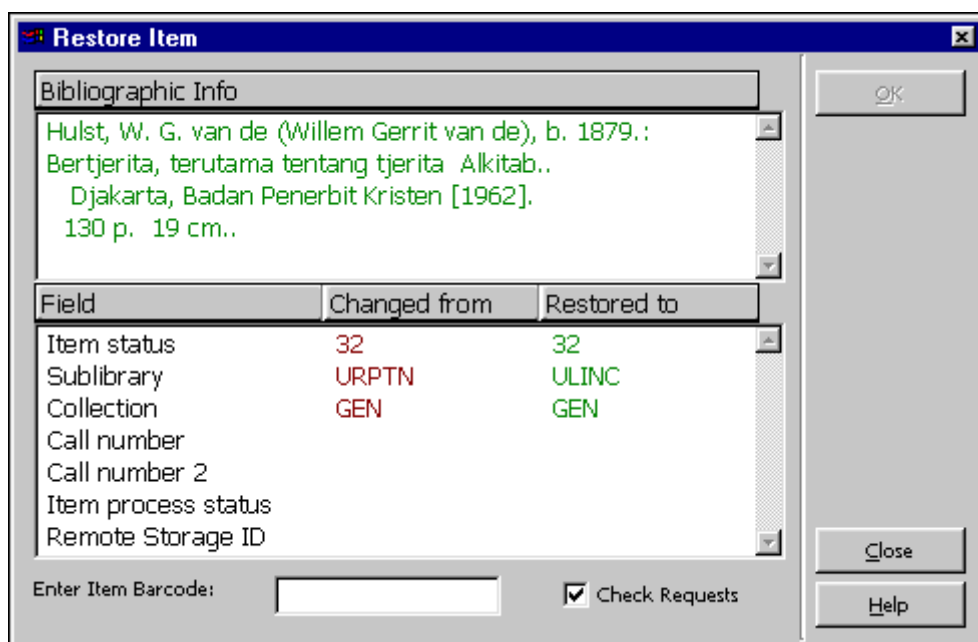 Restore Item
Bibliographic Info
Hulst, W. G. van de (Willem Gerrit van de), b. 1879.:
Bertjerita, terutama tentang tjerita  Alkitab..
Djakarta, Badan Penerbit Kristen [1962].
130 p.  19 cm..
Field Changed from Restored to
Item status 32 32
Sublibrary URPTN ULINC
Collection GEN GEN
Call number
Call number 2
Item process status
Remote Storage ID
Enter Item Barcode: Check Requests
OK
Close
Help